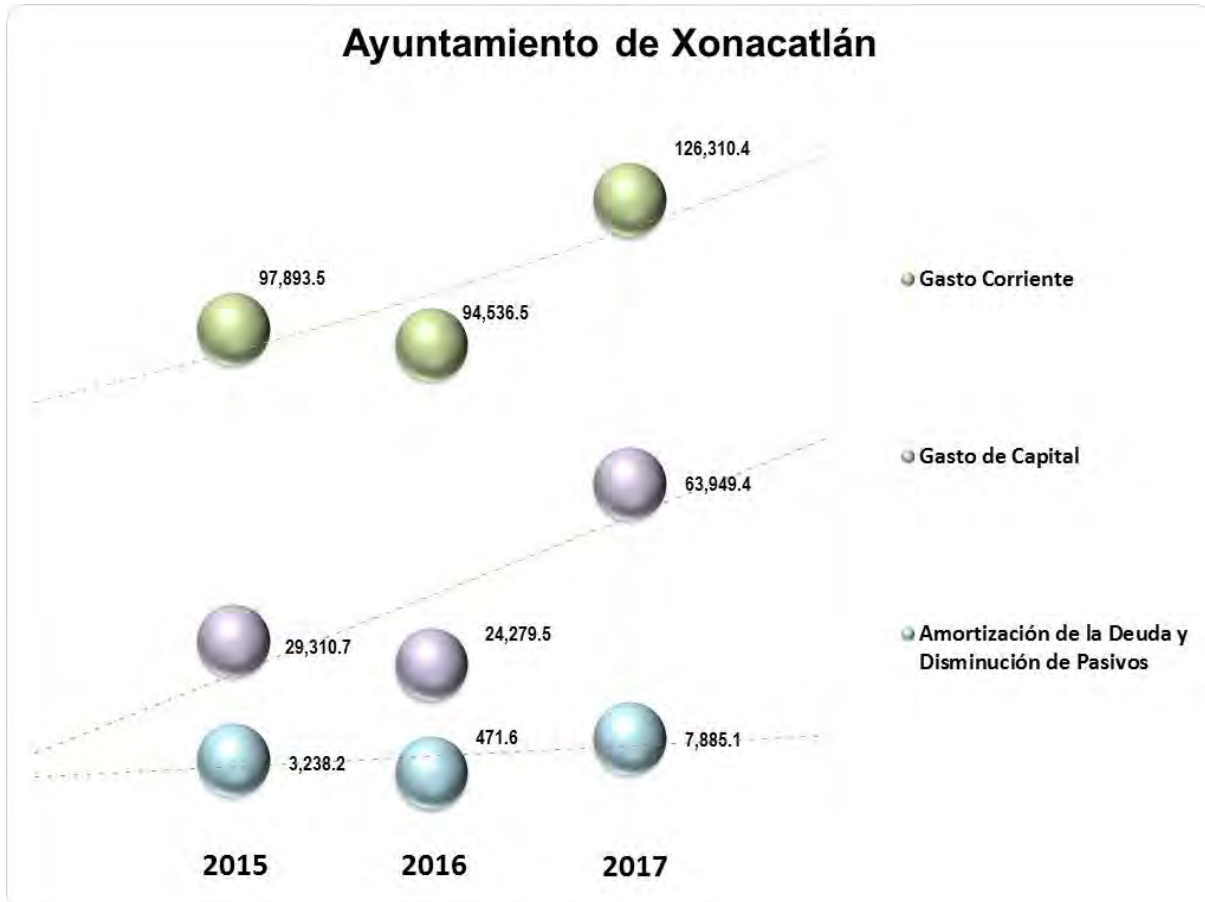 Ayuntamiento de Xonacatlán
126,310.4
97,893.5
94,536.5
Gasto Corriente
63,949.4
Gasto de Capital
29,310.7
24,279.5
Amortización de la Deuda y
Disminución de Pasivos
3,238.2
471.6
7,885.1
2015
2016
2017